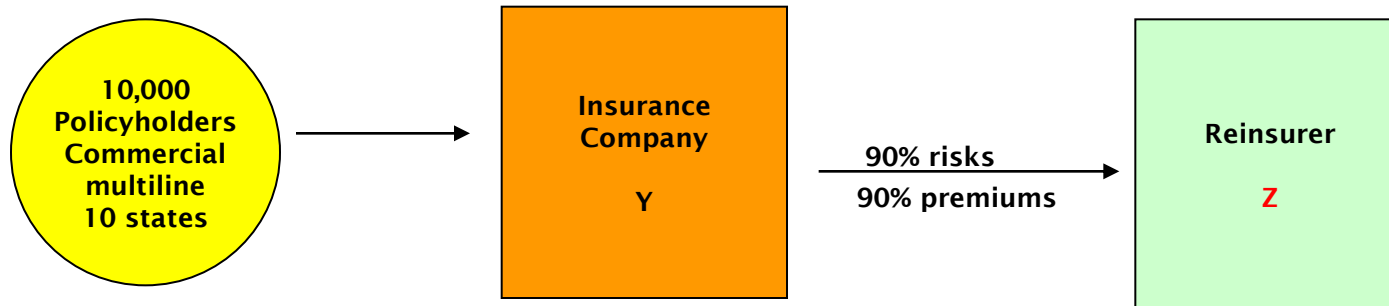 10,000
Policyholders
Commercial
multiline
10 states
Insurance
Company
Y
90% risks
90% premiums
Reinsurer
Z